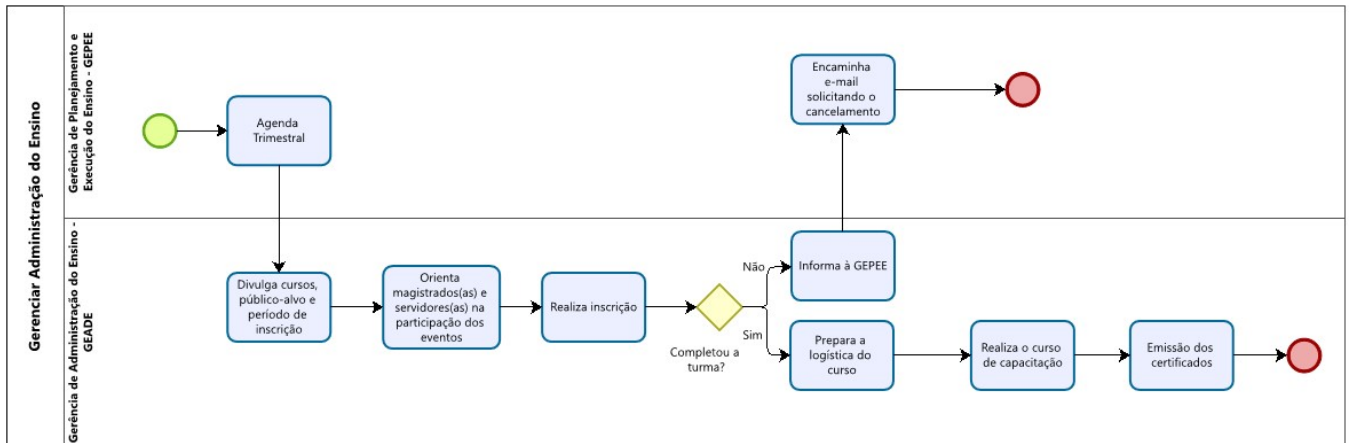 Gerenciar Administração do Ensino
Gerência de Planejamento e
Execução do Ensino - GEPEE
Agenda
Trimestral
Encaminha
e-mail
solicitando o
cancelamento
Gerência de Administração do Ensino -
GEADE
Divulga cursos,
público-alvo e
período de
inscrição
Orienta
magistrados(as) e
servidores(as) na
participação dos
eventos
Realiza inscrição
Completou a
turma?
Não
Informa à GEPEE
Sim
Prepara a
logística do
curso
Realiza o curso
de capacitação
Emissão dos
certificados